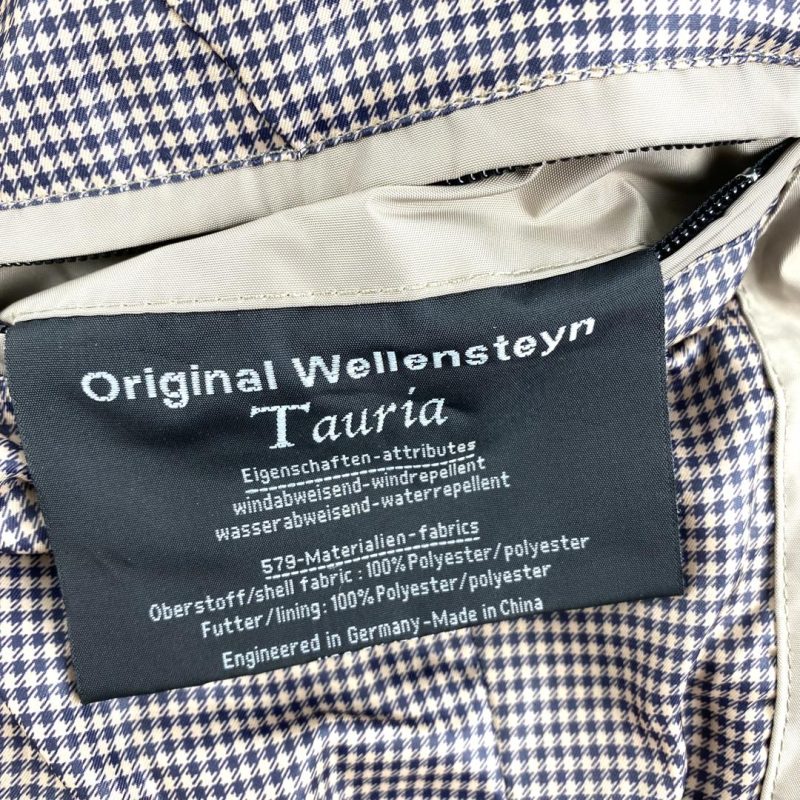 Original Wellensteyn
Tauria
Eigenschaften-attributes
windabweisend-windrepellent
wasserabweisend-waterrepellent
579-Materialien-fabrics
Oberstoff/shell fabric : 100% Polyester/polyester
Futter/lining: 100% Polyester/polyester
Engineered in Germany-Made in China